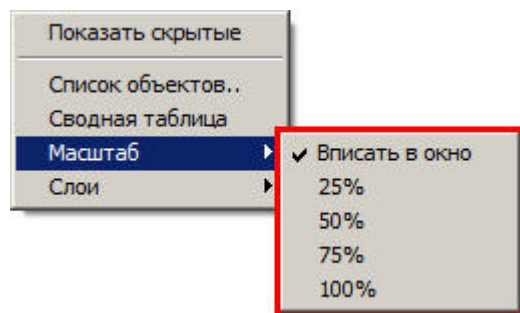 Показать скрытые
Список объектов..
Сводная таблица
Масштаб
Слои
Вписать в окно
25%
50%
75%
100%